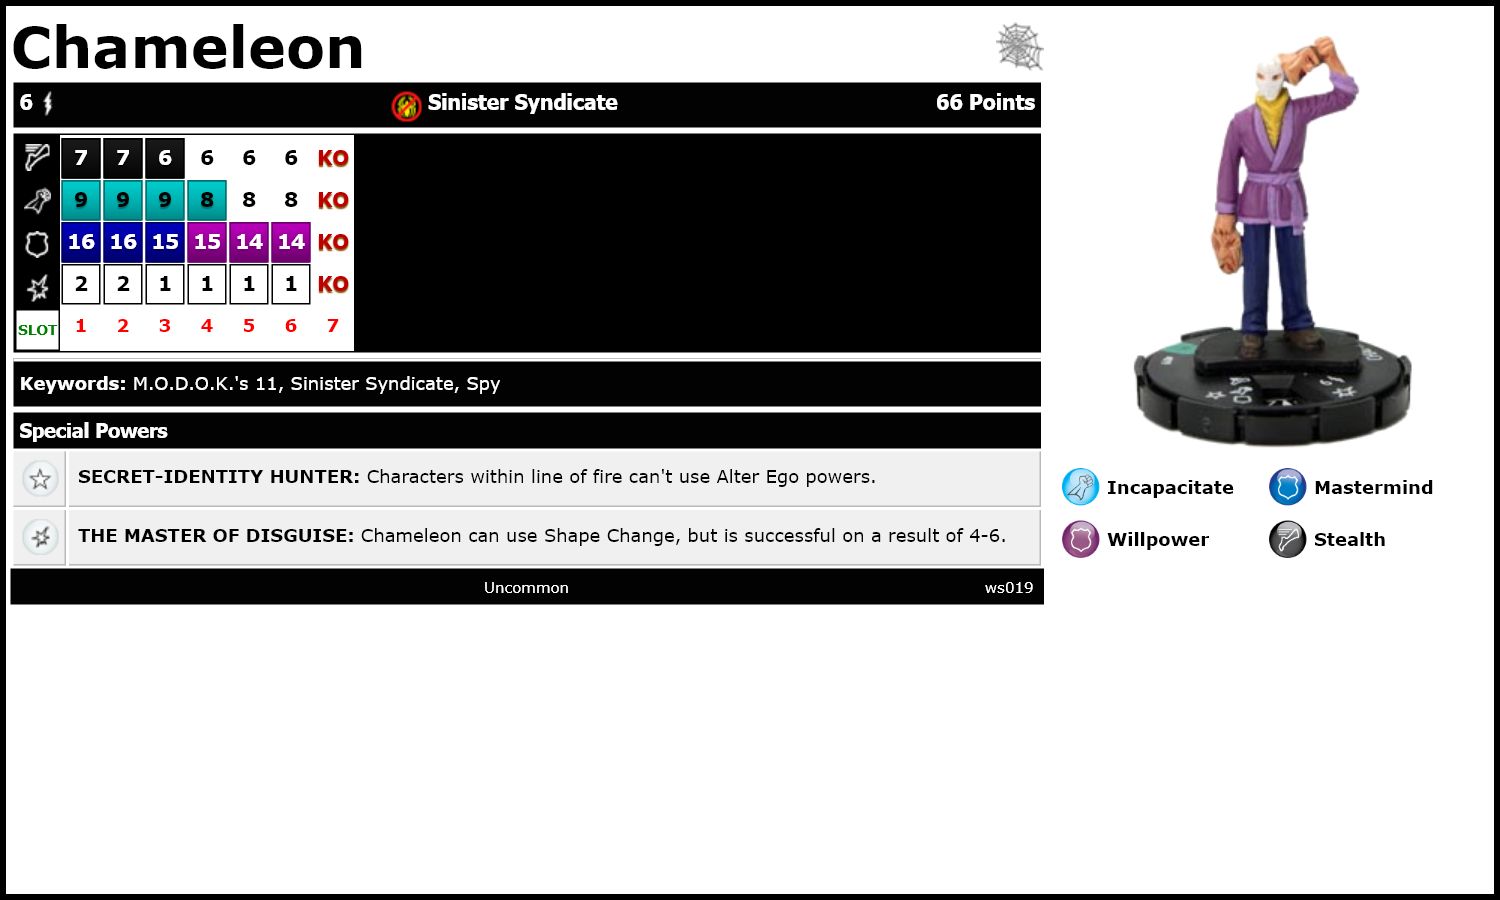 Chameleon
6 Sinister Syndicate 66 Points
7 7 6 6 6 6 KO
9 9 9 8 8 8 KO
16 16 15 15 14 14 KO
2 2 1 1 1 1 KO
SLOT 1 2 3 4 5 6 7
Keywords: M.O.D.O.K.'s 11, Sinister Syndicate, Spy
Special Powers
SECRET-IDENTITY HUNTER: Characters within line of fire can't use Alter Ego powers.
THE MASTER OF DISGUISE: Chameleon can use Shape Change, but is successful on a result of 4-6.
Uncommon ws019
Incapacitate Mastermind
Willpower Stealth